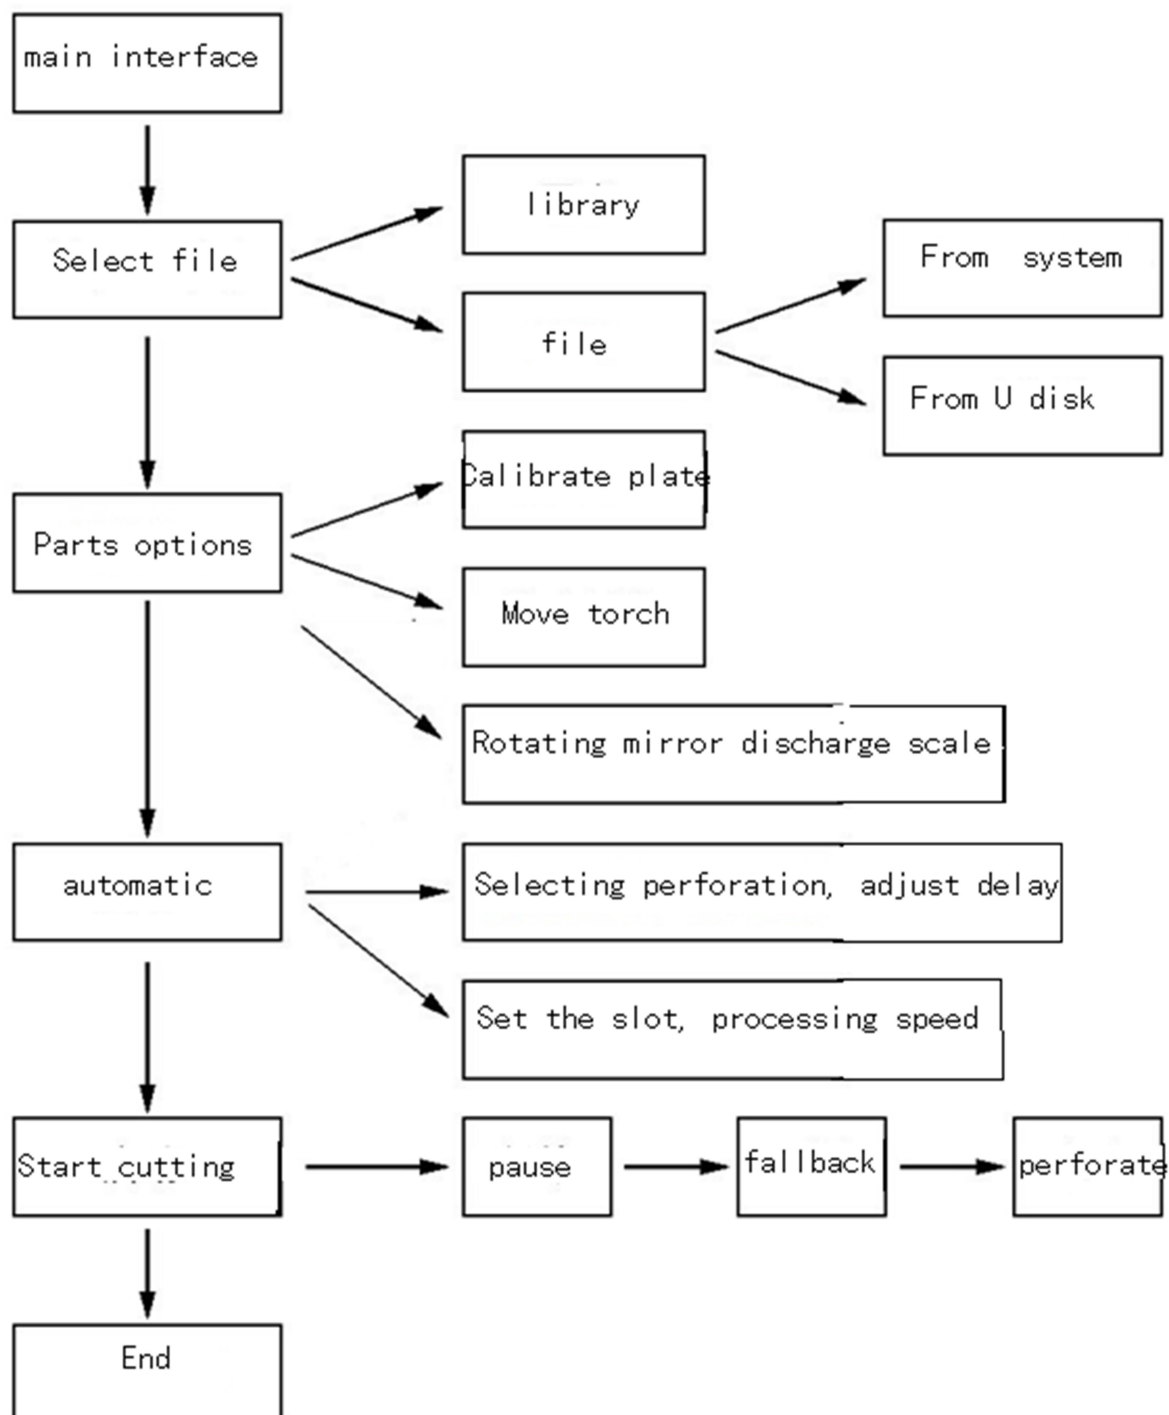 main interface
Select file
library
file
From system
From U disk
Parts options
Calibrate plate
Move torch
Rotating mirror discharge scale
automatic
Selecting perforation, adjust delay
Set the slot, processing speed
Start cutting
pause
fallback
perforate
End